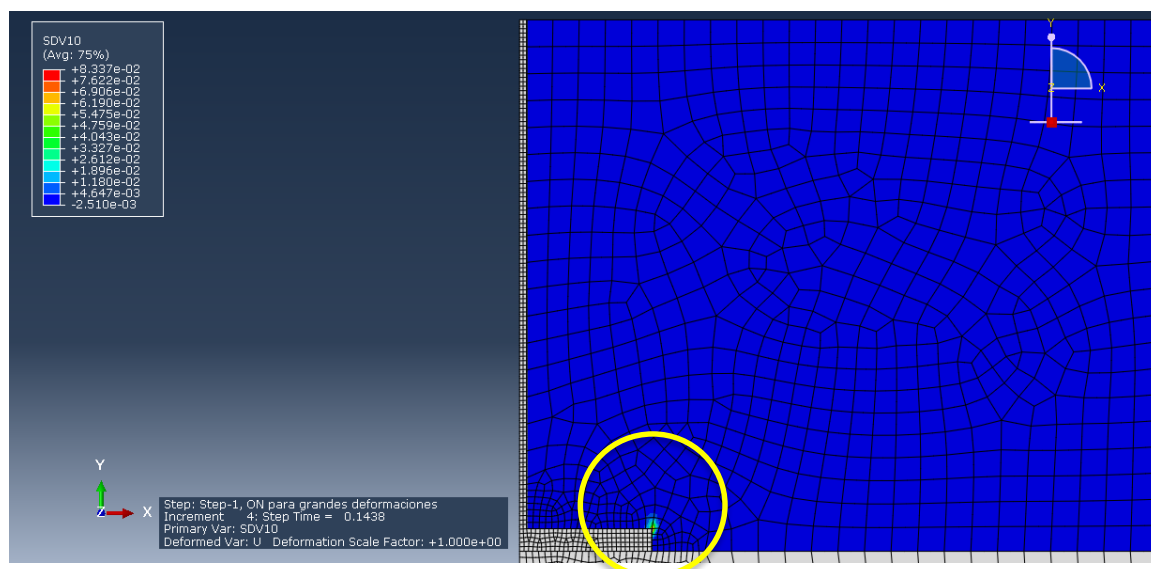 SDV10
(Avg: 75%)
+8.337e-02
+7.622e-02
+6.906e-02
+6.190e-02
+5.475e-02
+4.759e-02
+4.043e-02
+3.327e-02
+2.612e-02
+1.896e-02
+1.180e-02
+4.647e-03
-2.510e-03
Y
Z
X
Y
Z
X
Step: Step-1, ON para grandes deformaciones
Increment 4: Step Time = 0.1438
Primary Var: SDV10
Deformed Var: U Deformation Scale Factor: +1.000e+00